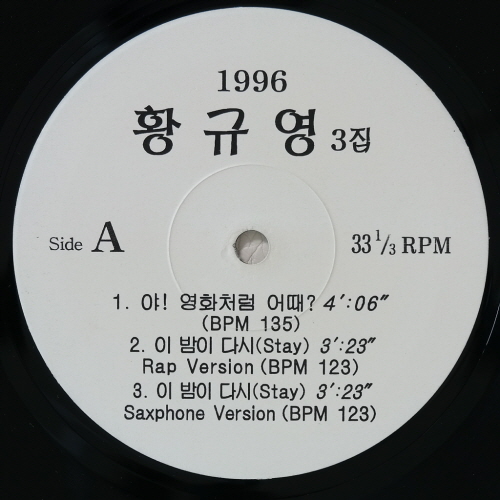 1996
황규영 3집
Side A
33 1/3 RPM
1. 야! 영화처럼 어때? 4':06"
(BPM 135)
2. 이 밤이 다시(Stay) 3':23"
Rap Version (BPM 123)
3. 이 밤이 다시(Stay) 3':23"
Saxphone Version (BPM 123)